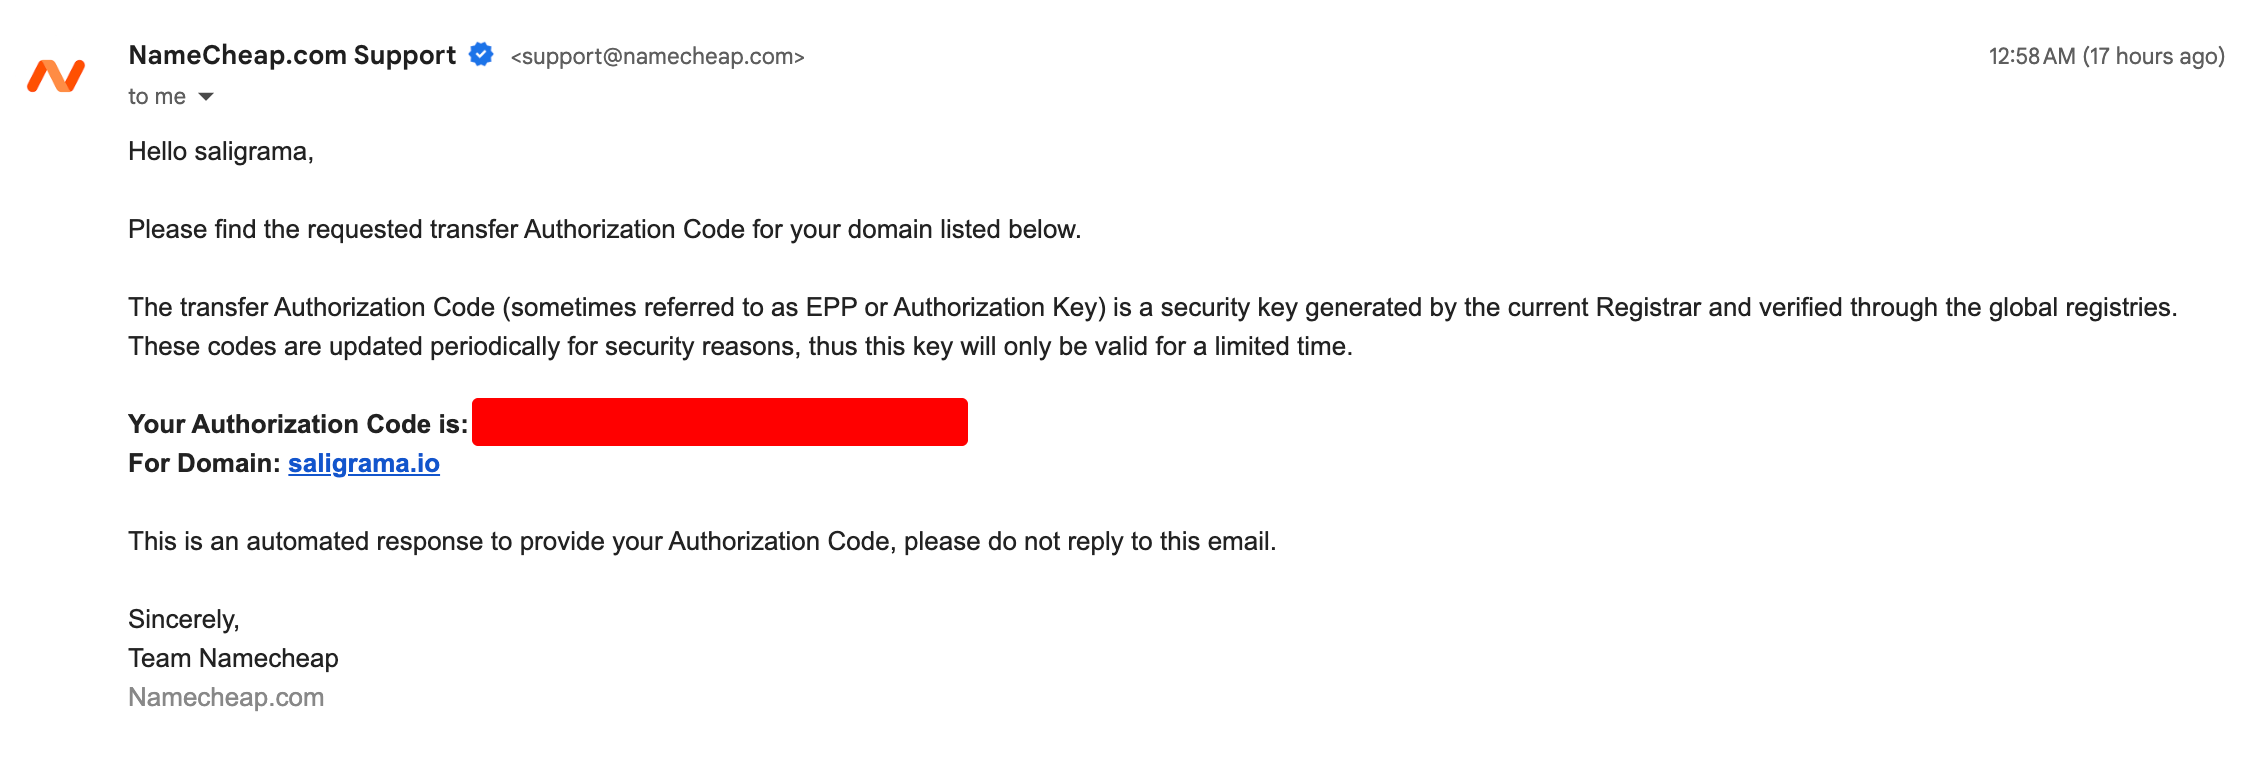 NameCheap.com Support <support@namecheap.com> 12:58 AM (17 hours ago)
to me
Hello saligrama,
Please find the requested transfer Authorization Code for your domain listed below.
The transfer Authorization Code (sometimes referred to as EPP or Authorization Key) is a security key generated by the current Registrar and verified through the global registries.
These codes are updated periodically for security reasons, thus this key will only be valid for a limited time.
Your Authorization Code is:
For Domain: saligrama.io
This is an automated response to provide your Authorization Code, please do not reply to this email.
Sincerely,
Team Namecheap
Namecheap.com